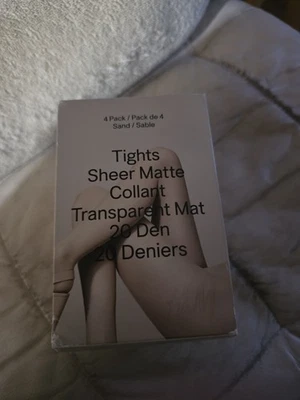 4 Pack / Pack de 4
Sand / Sable
Tights
Sheer Matte
Collant
Transparent Mat
20 Den
20 Deniers